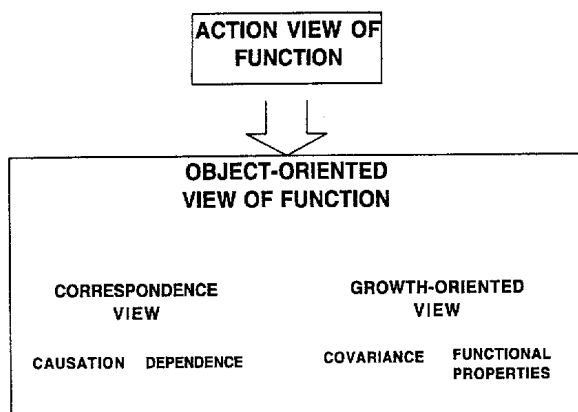 ACTION VIEW OF
FUNCTION
OBJECT-ORIENTED
VIEW OF FUNCTION
CORRESPONDENCE
VIEW
GROWTH-ORIENTED
VIEW
CAUSATION DEPENDENCE
COVARIANCE FUNCTIONAL
PROPERTIES